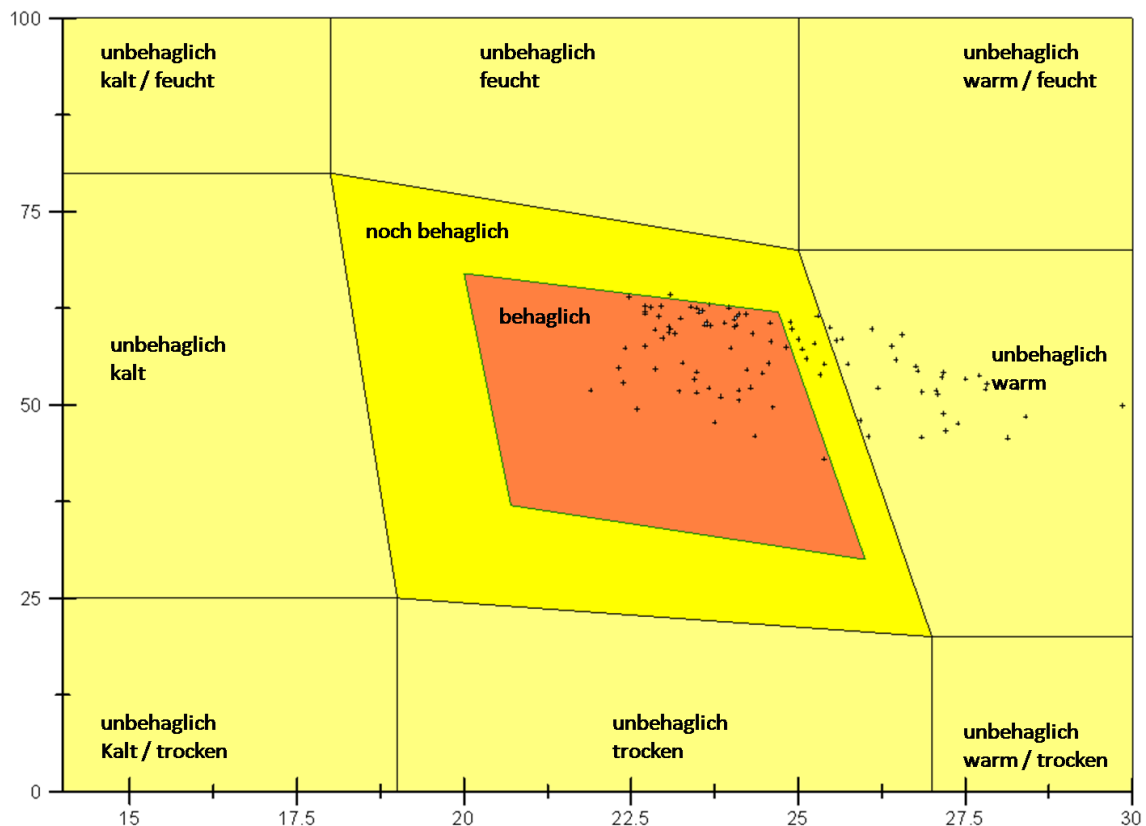 100
unbehaglich
kalt / feucht
unbehaglich
feucht
unbehaglich
warm / feucht
75
noch behaglich
behaglich
unbehaglich
kalt
unbehaglich
warm
50
25
unbehaglich
Kalt / trocken
unbehaglich
trocken
unbehaglich
warm / trocken
0
15 17.5 20 22.5 25 27.5 30